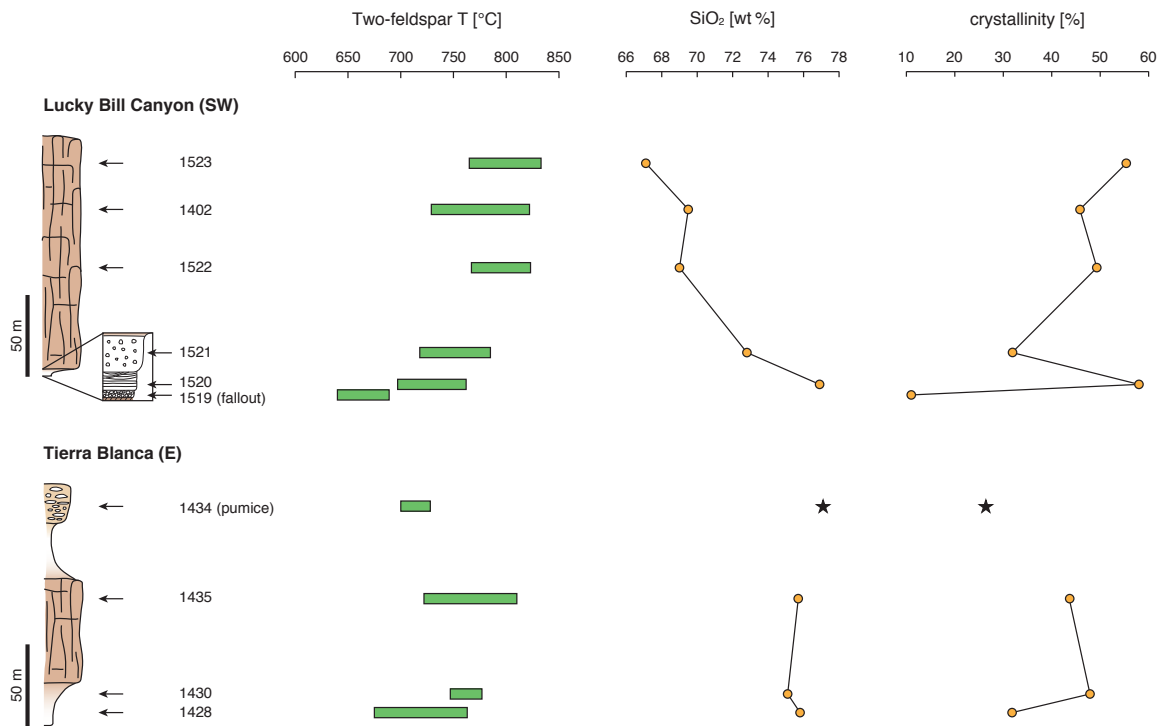 Two-feldspar T [°C] SiO₂ [wt %] crystallinity [%]
600 650 700 750 800 850 66 68 70 72 74 76 78 10 20 30 40 50 60
Lucky Bill Canyon (SW)
1523
1402
1522
50 m
1521
1520
1519 (fallout)
Tierra Blanca (E)
1434 (pumice)
1435
50 m
1430
1428